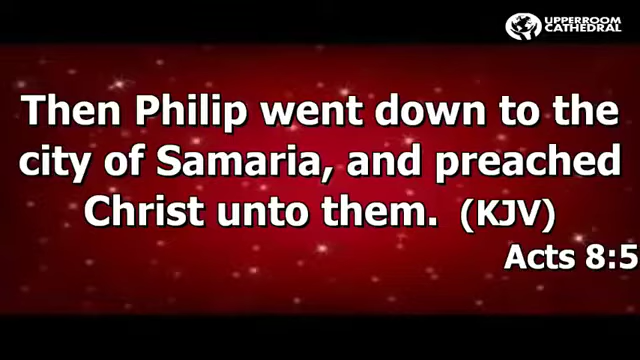 UPPERROOM
CATHEDRAL
Then Philip went down to the
city of Samaria, and preached
Christ unto them. (KJV)
Acts 8:5